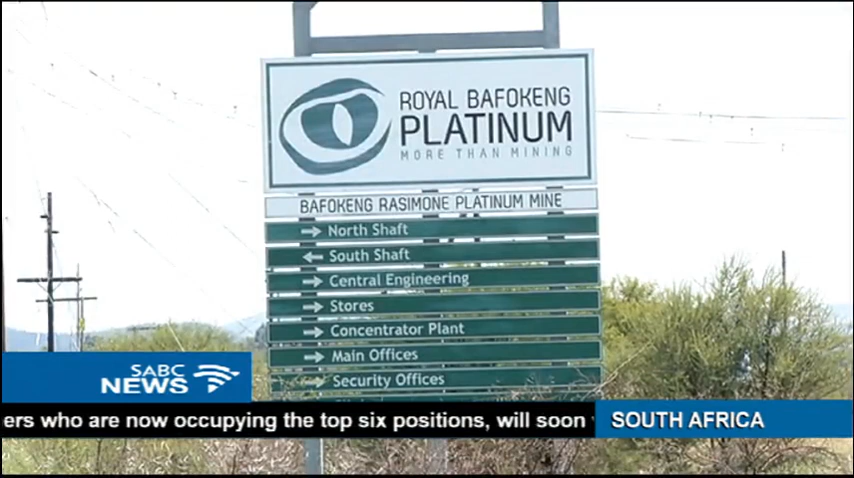 ROYAL BAFOKENG
PLATINUM
MORE THAN MINING
BAFOKENG RASIMONE PLATINUM MINE
North Shaft
South Shaft
Central Engineering
Stores
Concentrator Plant
Main Offices
Security Offices
SABC
NEWS
ers who are now occupying the top six positions, will soon
SOUTH AFRICA